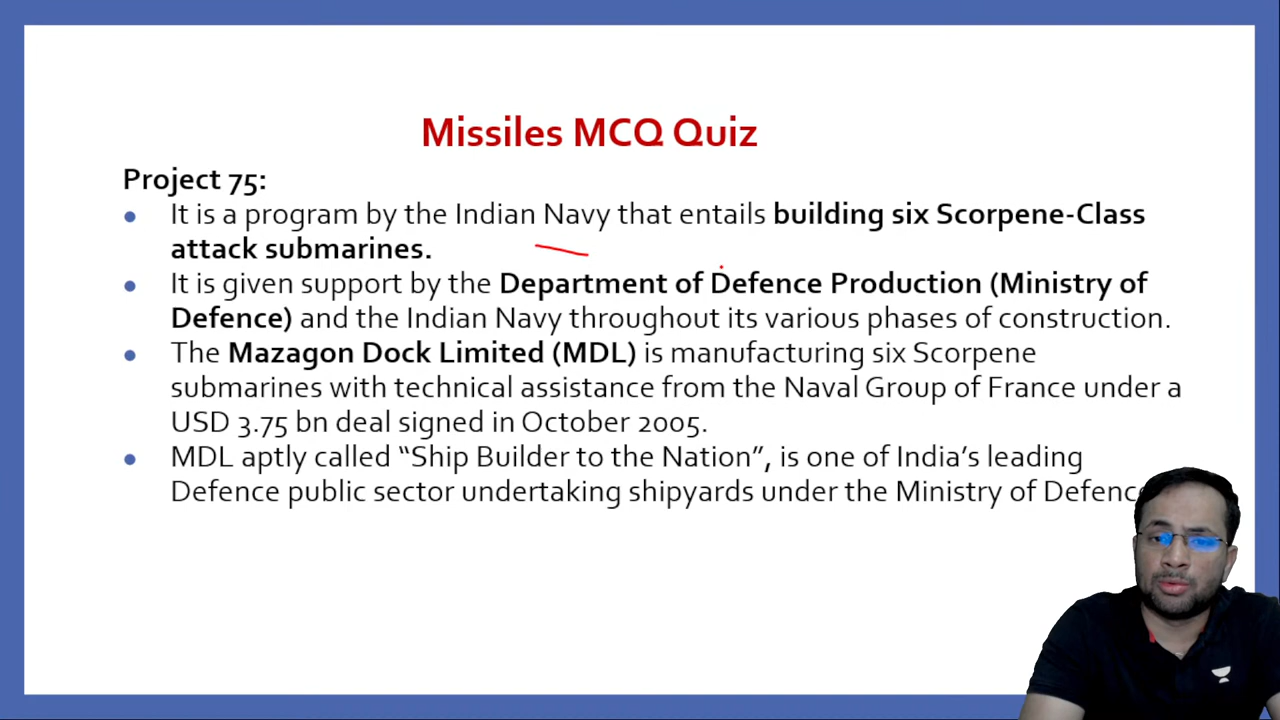 Missiles MCQ Quiz
Project 75:
• It is a program by the Indian Navy that entails building six Scorpene-Class
attack submarines.
• It is given support by the Department of Defence Production (Ministry of
Defence) and the Indian Navy throughout its various phases of construction.
• The Mazagon Dock Limited (MDL) is manufacturing six Scorpene
submarines with technical assistance from the Naval Group of France under a
USD 3.75 bn deal signed in October 2005.
• MDL aptly called “Ship Builder to the Nation”, is one of India’s leading
Defence public sector undertaking shipyards under the Ministry of Defence